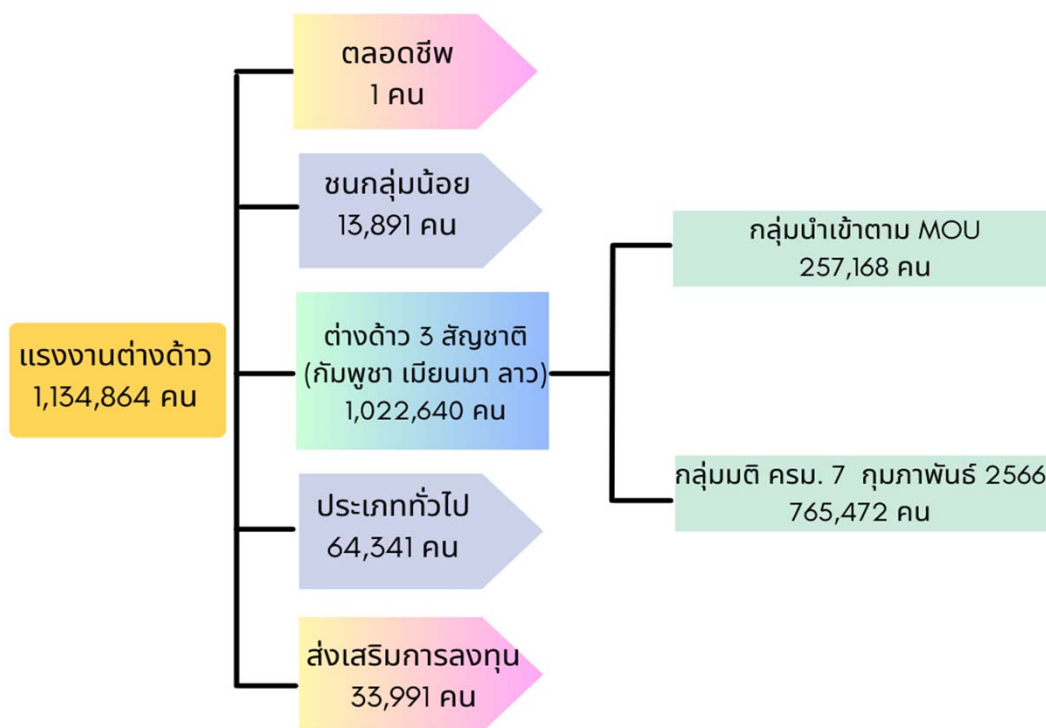 แรงงานต่างด้าว
1,134,864 คน
ตลอดชีพ
1 คน
ชนกลุ่มน้อย
13,891 คน
ต่างด้าว 3 สัญชาติ
(กัมพูชา เมียนมา ลาว)
1,022,640 คน
ประเภททั่วไป
64,341 คน
ส่งเสริมการลงทุน
33,991 คน
กลุ่มนำเข้าตาม MOU
257,168 คน
กลุ่มมติ ครม. 7 กุมภาพันธ์ 2566
765,472 คน